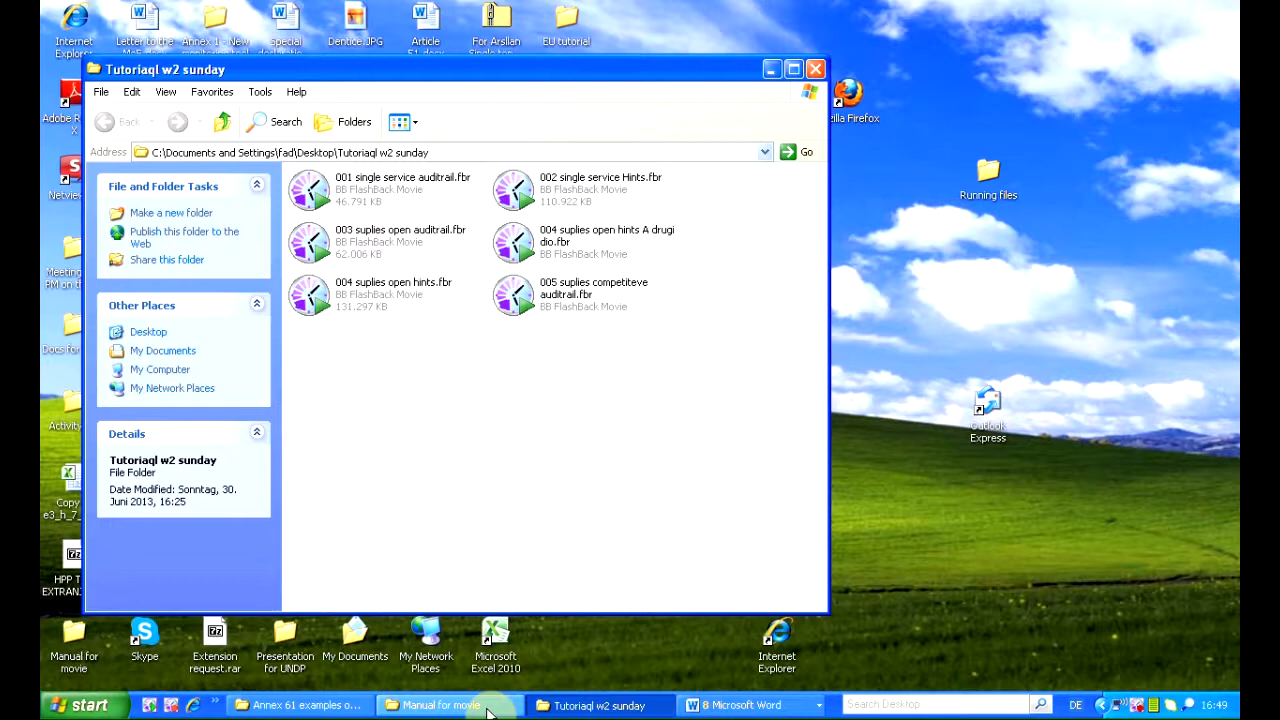 Internet
Explorer
Letter to the
Annex 1 - New
Special
Dentice.JPG
Article
51.docx
For Arsllan
EU tutorial
Tutoriaql w2 sunday
File Edit View Favorites Tools Help
Back
Search
Folders
Address
C:\Documents and Settings\fad\Desktop\Tutoriaql w2 sunday
Go
File and Folder Tasks
Make a new folder
Publish this folder to the
Web
Share this folder
Other Places
Desktop
My Documents
My Computer
My Network Places
Details
Tutoriaql w2 sunday
File Folder
Date Modified: Sonntag, 30.
Juni 2013, 16:25
001 single service auditrail.fbr
BB FlashBack Movie
46.791 KB
002 single service Hints.fbr
BB FlashBack Movie
110.922 KB
003 suplies open auditrail.fbr
BB FlashBack Movie
62.006 KB
004 suplies open hints A drugi
dio.fbr
BB FlashBack Movie
004 suplies open hints.fbr
BB FlashBack Movie
131.297 KB
005 suplies competiteve
auditrail.fbr
BB FlashBack Movie
Adobe R
X
Netvie
Meeting
PM on th
Docs for
Activity
Copy
e3_h_7_
HPP T
EXTRAN
zilla Firefox
Running files
Outlook
Express
Manual for
movie
Skype
Extension
request.rar
Presentation
for UNDP
My Documents
My Network
Places
Microsoft
Excel 2010
Internet
Explorer
start
Annex 61 examples o...
Manual for movie
Tutoriaql w2 sunday
8 Microsoft Word
Search Desktop
DE
16:49